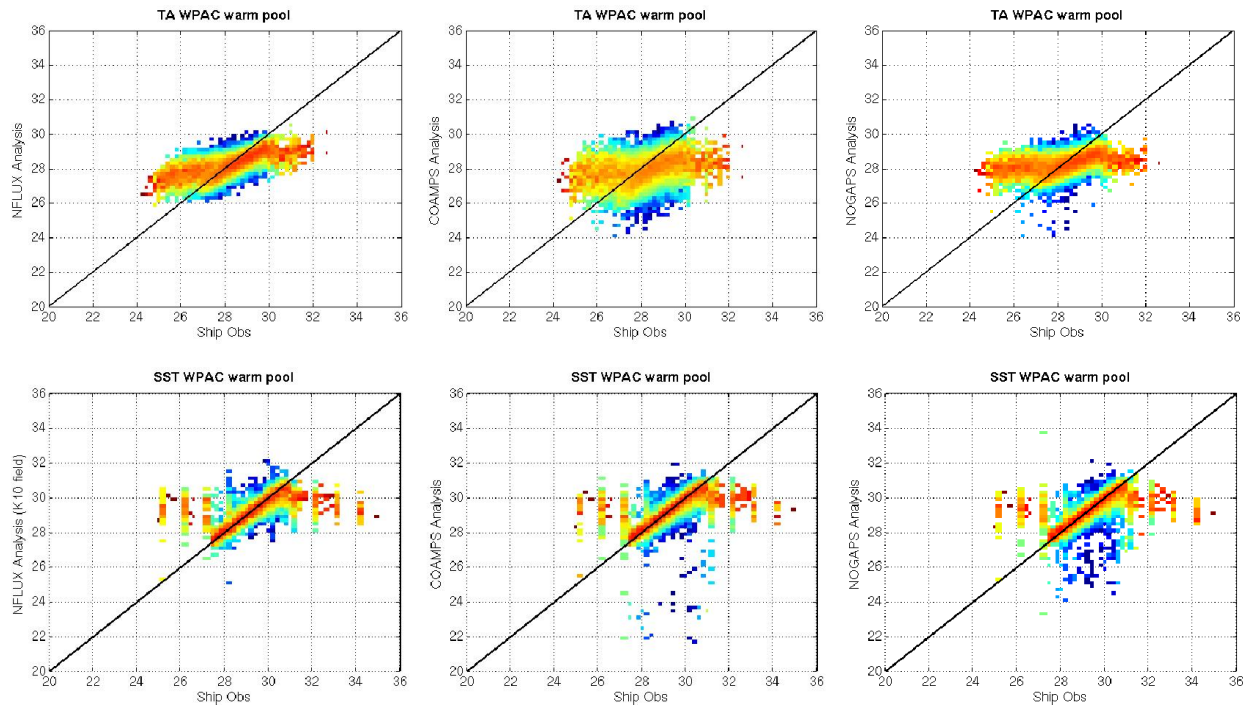 TA WPAC warm pool
TA WPAC warm pool
TA WPAC warm pool
36
34
32
30
28
26
24
22
20
NFLUX Analysis
20 22 24 26 28 30 32 34 36
Ship Obs
36
34
32
30
28
26
24
22
20
COAMPS Analysis
20 22 24 26 28 30 32 34 36
Ship Obs
36
34
32
30
28
26
24
22
20
NOGAPS Analysis
20 22 24 26 28 30 32 34 36
Ship Obs
SST WPAC warm pool
SST WPAC warm pool
SST WPAC warm pool
36
34
32
30
28
26
24
22
20
NFLUX Analysis (K10 field)
20 22 24 26 28 30 32 34 36
Ship Obs
36
34
32
30
28
26
24
22
20
COAMPS Analysis
20 22 24 26 28 30 32 34 36
Ship Obs
36
34
32
30
28
26
24
22
20
NOGAPS Analysis
20 22 24 26 28 30 32 34 36
Ship Obs